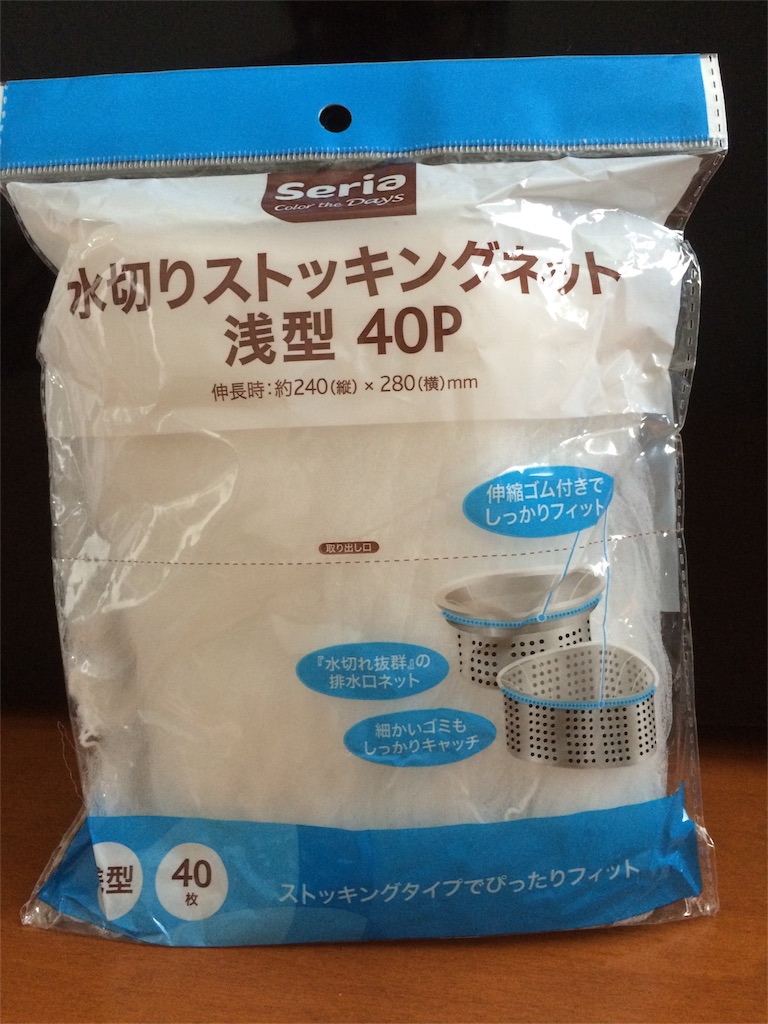 Seria
Color the Days
水切りストッキングネット
浅型 40P
伸長時:約240(縦)×280(横)mm
伸縮ゴム付きで
しっかりフィット
取り出し口
『水切れ抜群』の
排水口ネット
細かいゴミも
しっかりキャッチ
浅型
40
枚
ストッキングタイプでぴったりフィット